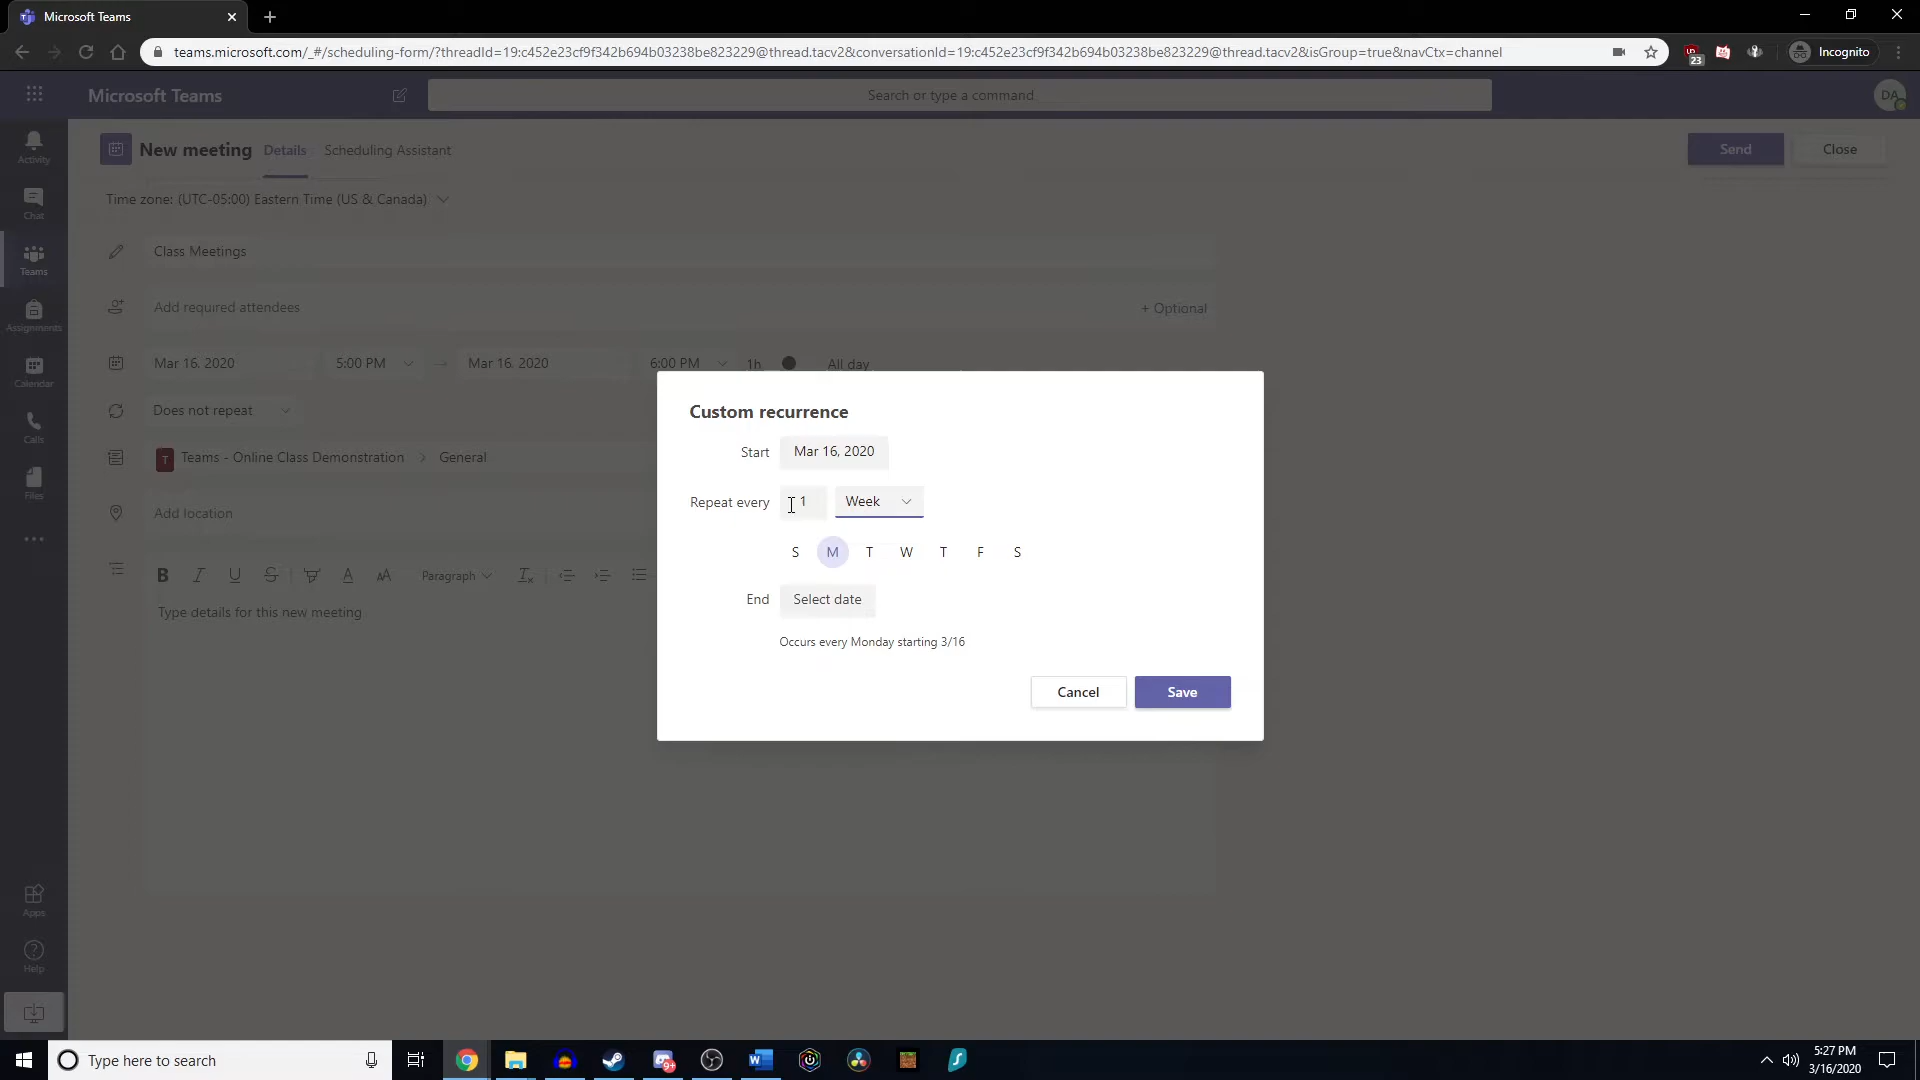 Microsoft Teams
teams.microsoft.com/_#/scheduling-form/?threadId=19:c452e23cf9f342b694b03238be823229@thread.tacv2&conversationId=19:c452e23cf9f342b694b03238be823229@thread.tacv2&isGroup=true&navCtx=channel
23
Incognito
Microsoft Teams
Search or type a command
DA
Activity
Chat
Teams
Assignments
Calendar
Calls
Files
Apps
Help
New meeting Details Scheduling Assistant
Send Close
Time zone: (UTC-05:00) Eastern Time (US & Canada)
Class Meetings
Add required attendees + Optional
Mar 16, 2020 5:00 PM → Mar 16, 2020 6:00 PM 1h All day
Does not repeat
T Teams - Online Class Demonstration > General
Add location
B I U S A AA Paragraph Tx
Type details for this new meeting
Custom recurrence
Start Mar 16, 2020
Repeat every 1 Week
S M T W T F S
End Select date
Occurs every Monday starting 3/16
Cancel Save
Type here to search
9+
5:27 PM
3/16/2020